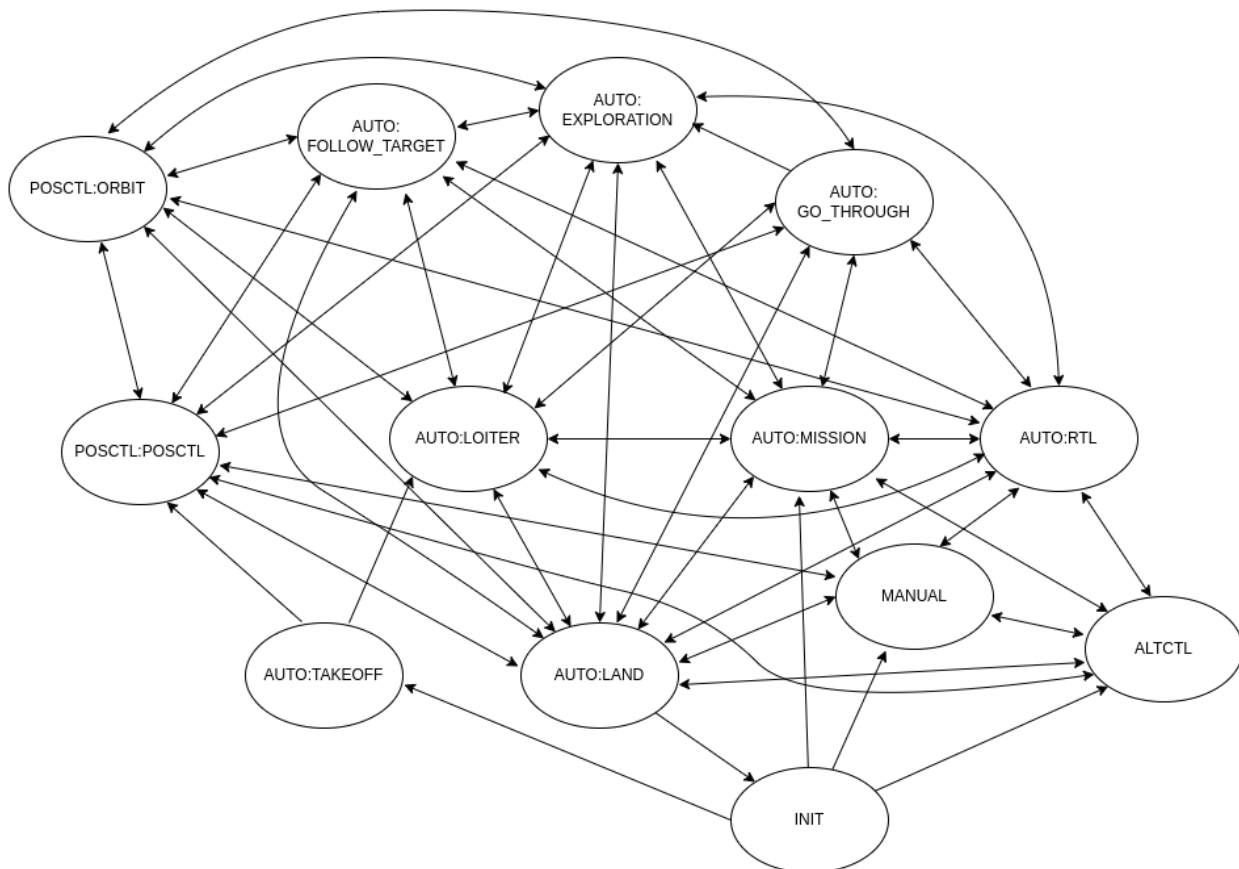 AUTO:
EXPLORATION
AUTO:
FOLLOW_TARGET
POSCTL:ORBIT
AUTO:
GO_THROUGH
POSCTL:POSCTL
AUTO:LOITER
AUTO:MISSION
AUTO:RTL
MANUAL
ALTCTL
AUTO:TAKEOFF
AUTO:LAND
INIT